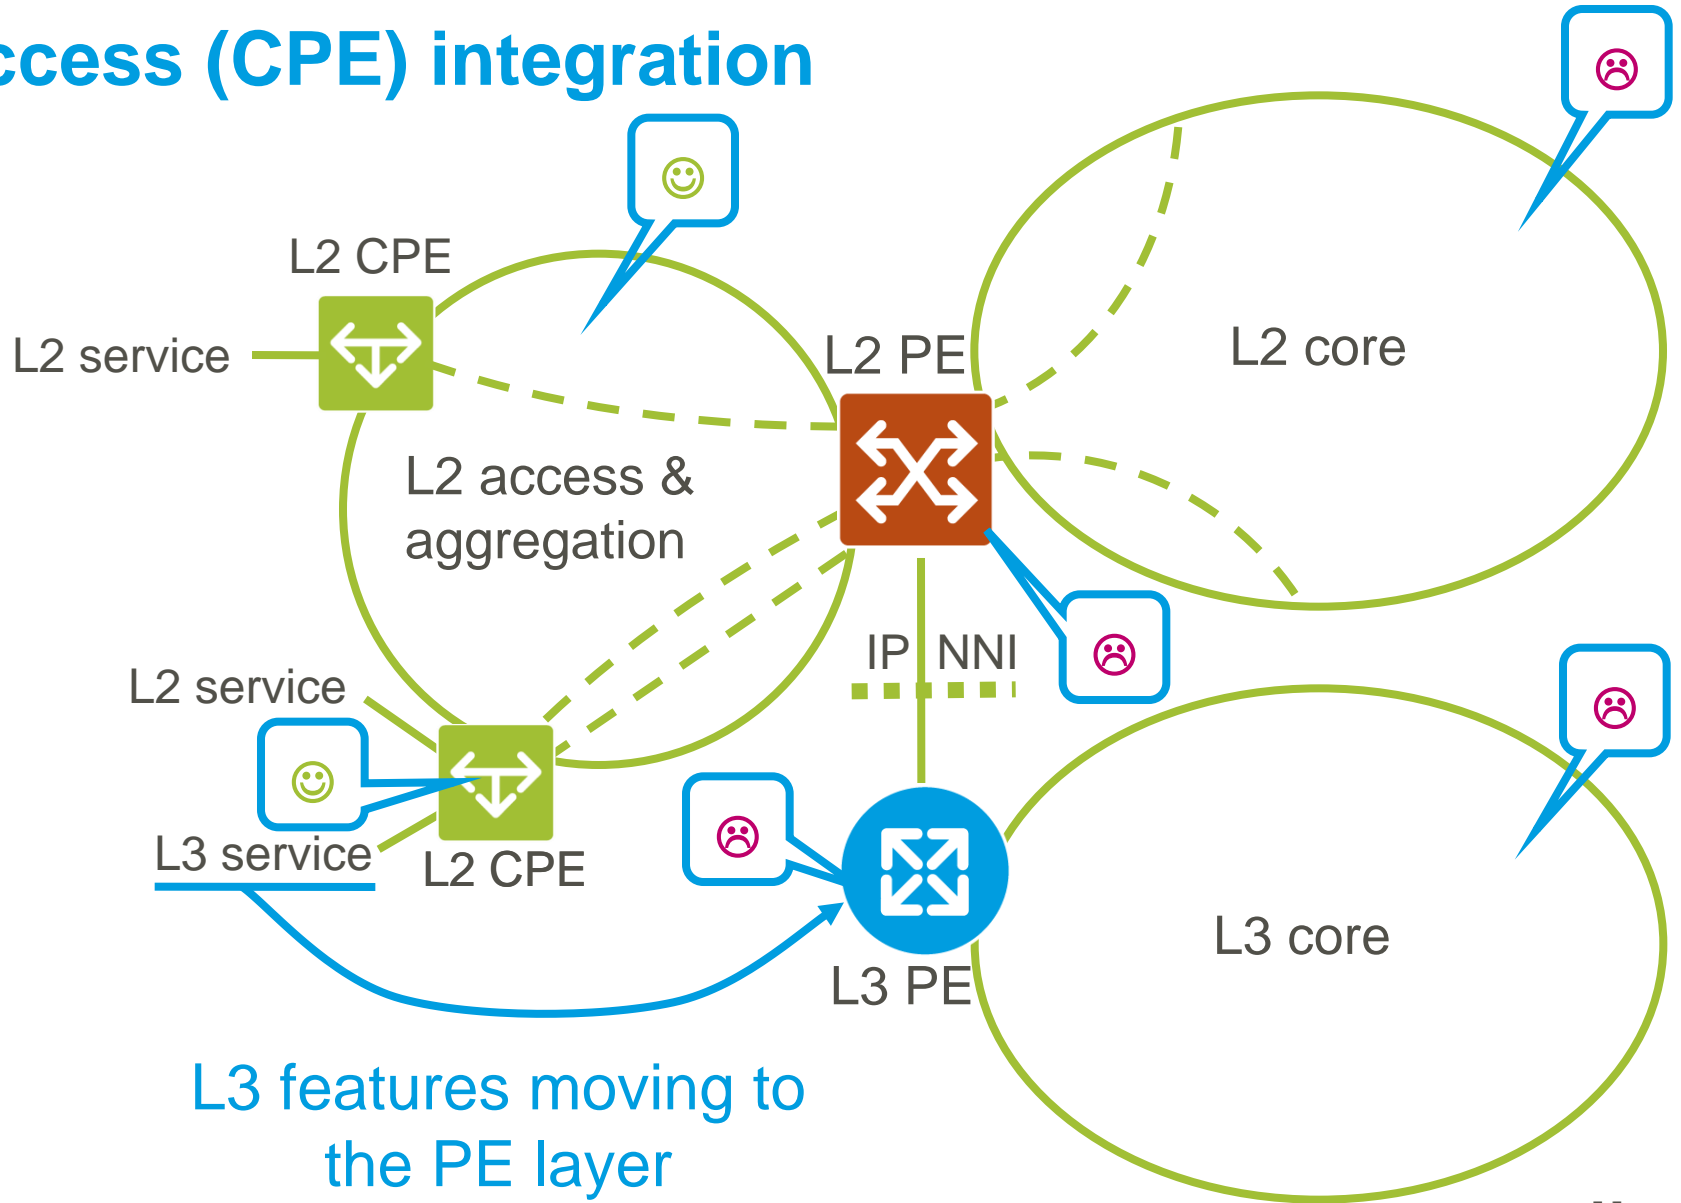 ccess (CPE) integration
L2 CPE
L2 service
L2 PE
L2 core
L2 access &
aggregation
IP NNI
L2 service
L3 service
L2 CPE
L3 core
L3 PE
L3 features moving to
the PE layer